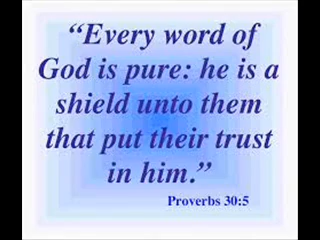 “Every word of
God is pure: he is a
shield unto them
that put their trust
in him.”
Proverbs 30:5